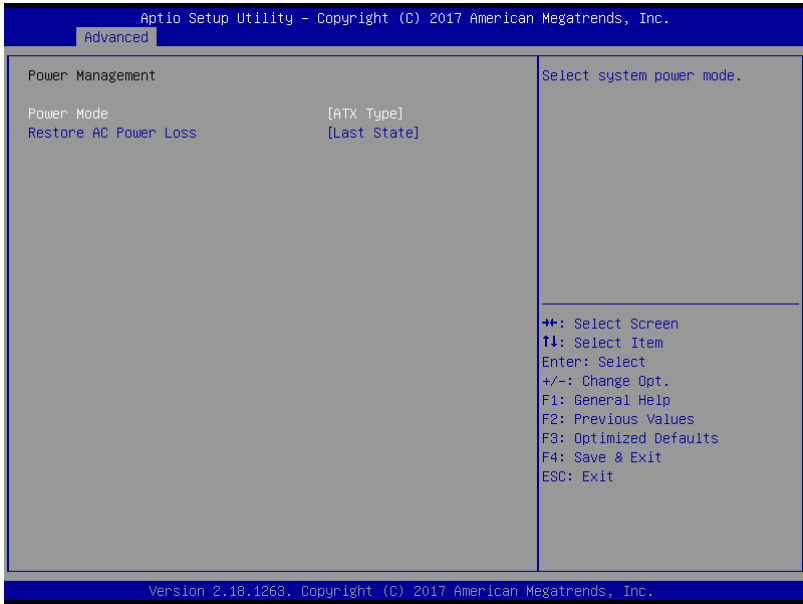 Aptio Setup Utility – Copyright (C) 2017 American Megatrends, Inc.
Advanced
Power Management
Power Mode [ATX Type]
Restore AC Power Loss [Last State]
Select system power mode.
→←: Select Screen
↑↓: Select Item
Enter: Select
+/-: Change Opt.
F1: General Help
F2: Previous Values
F3: Optimized Defaults
F4: Save & Exit
ESC: Exit
Version 2.18.1263. Copyright (C) 2017 American Megatrends, Inc.